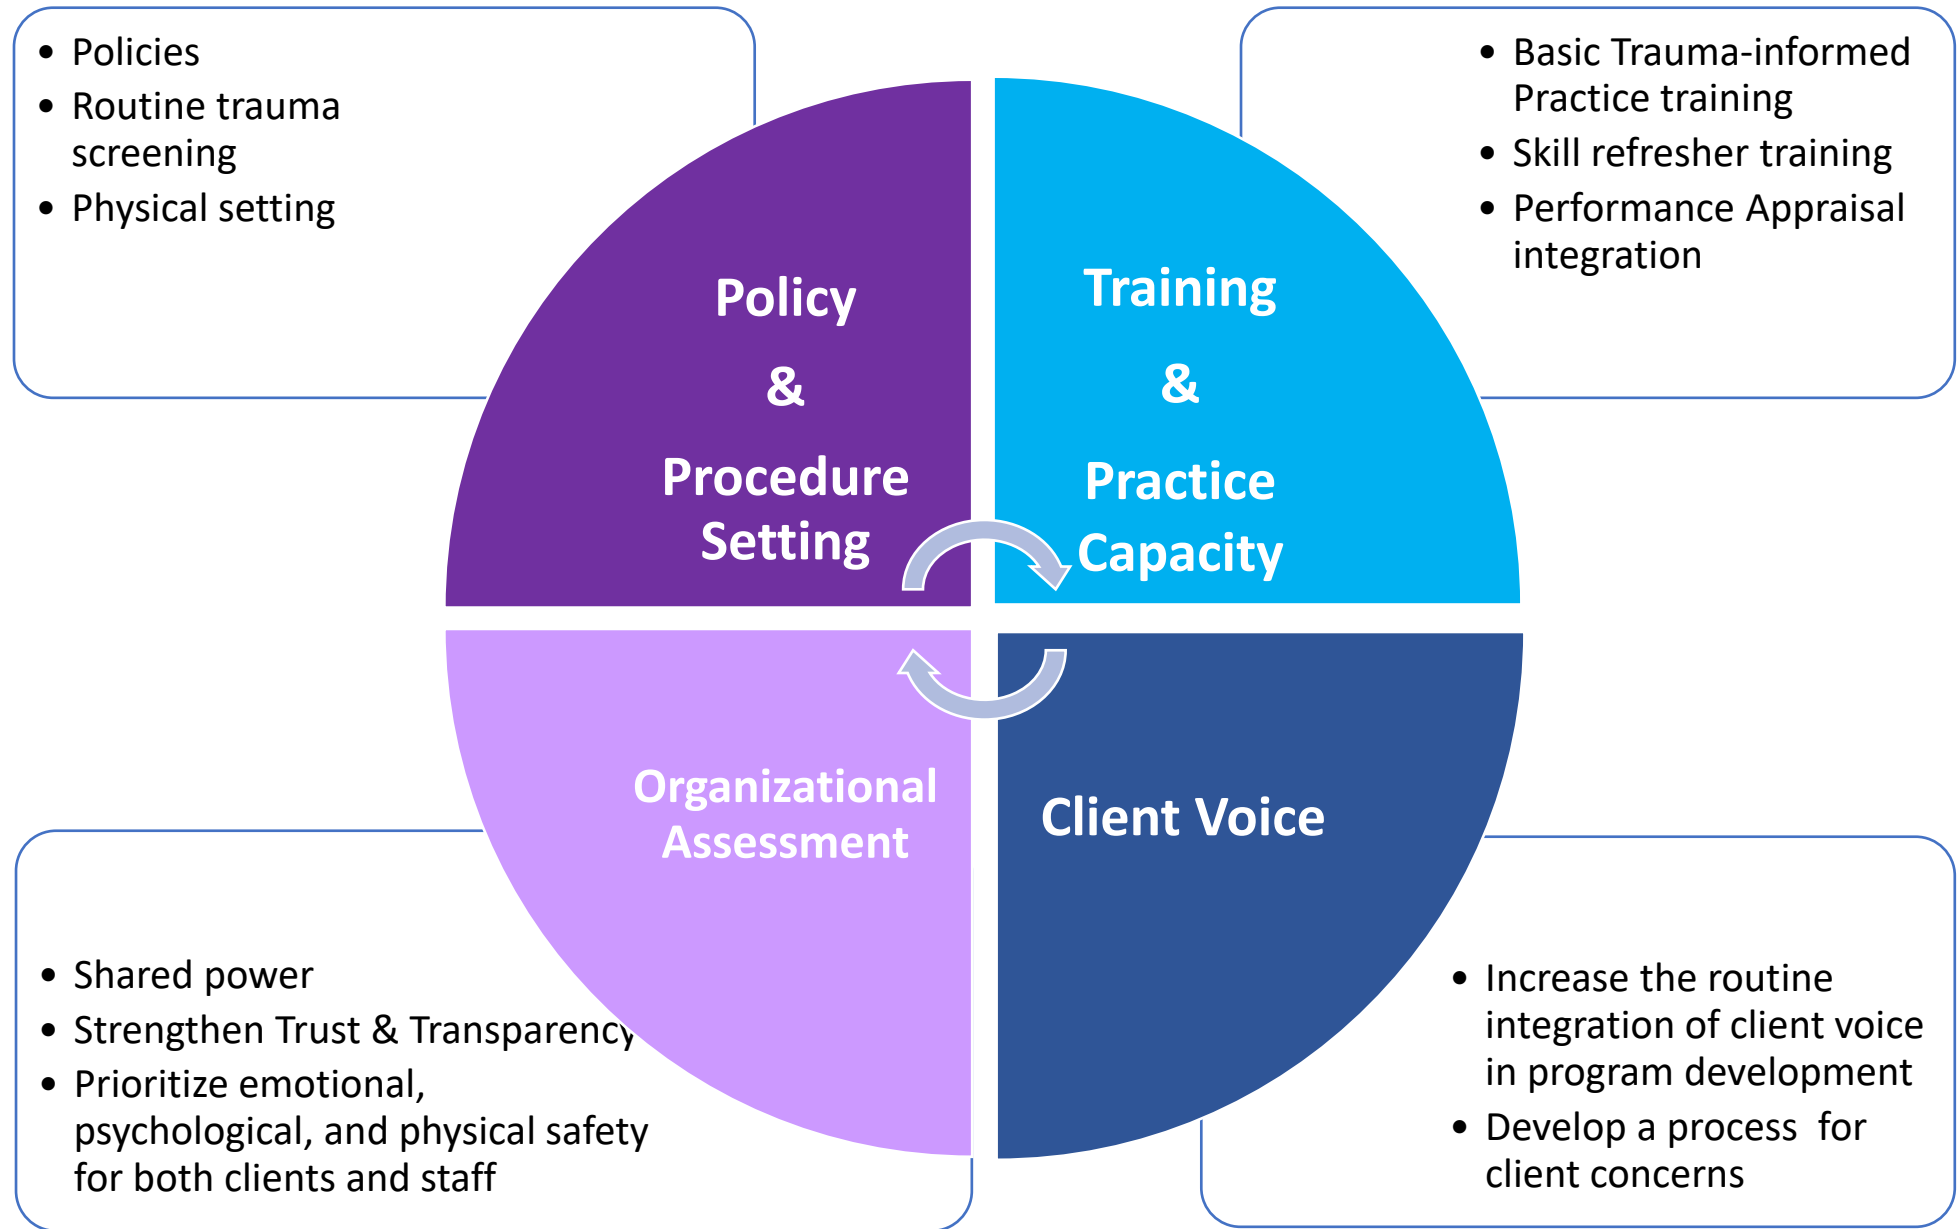 • Policies
• Routine trauma
screening
• Physical setting
• Basic Trauma-informed
Practice training
• Skill refresher training
• Performance Appraisal
integration
Policy
&
Procedure
Setting
Training
&
Practice
Capacity
Organizational
Assessment
Client Voice
• Shared power
• Strengthen Trust & Transparency
• Prioritize emotional,
psychological, and physical safety
for both clients and staff
• Increase the routine
integration of client voice
in program development
• Develop a process  for
client concerns